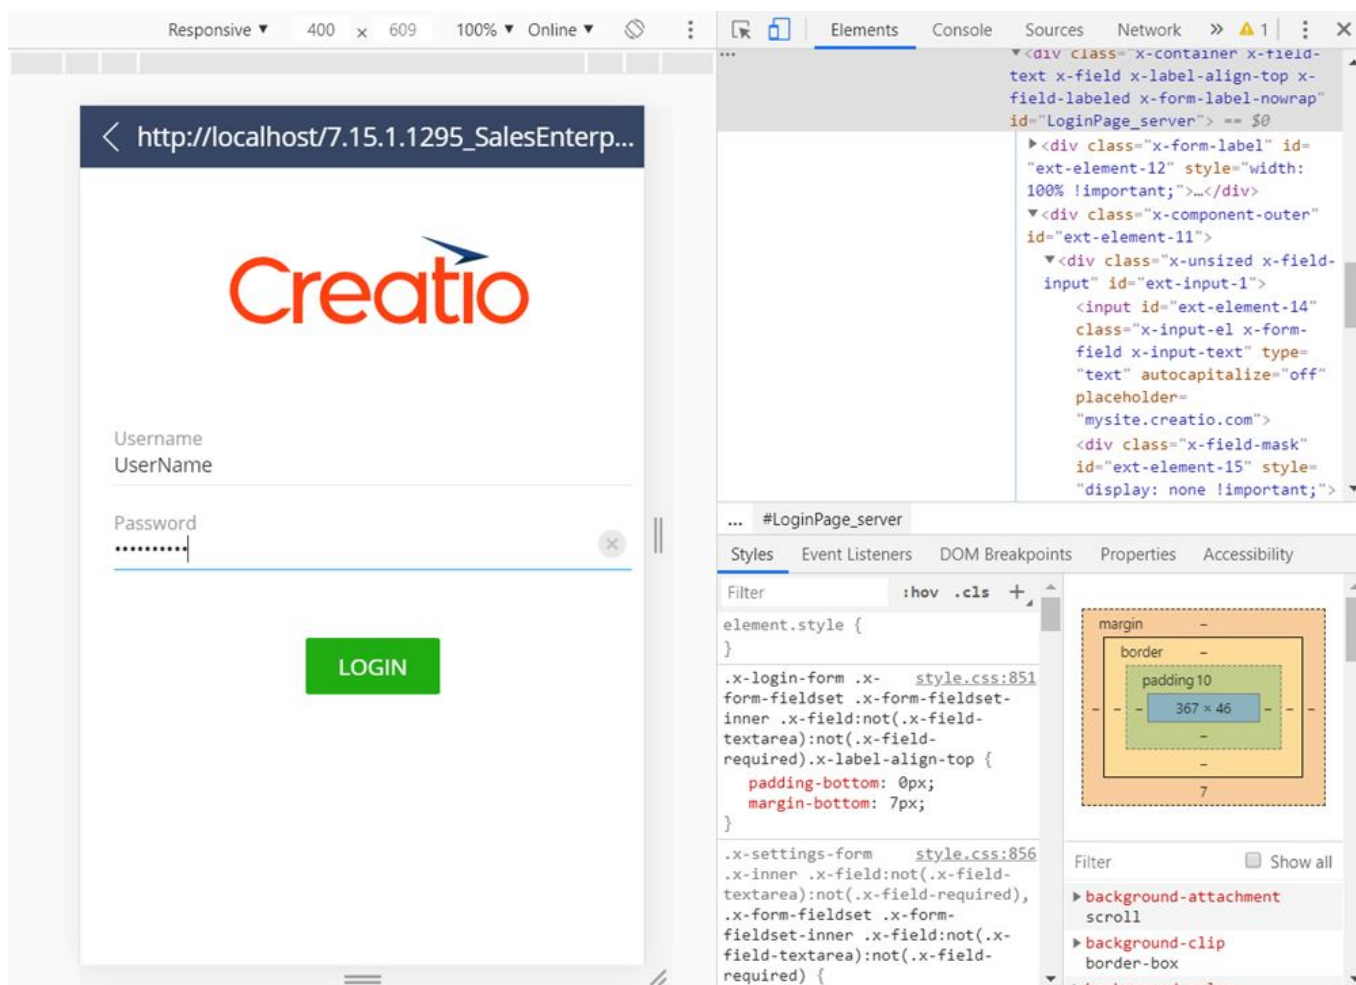 Responsive ▼ 400 x 609 100% ▼ Online ▼
http://localhost/7.15.1.1295_SalesEnterp...
Creatio
Username
UserName
Password
••••••••••
LOGIN
Elements Console Sources Network » 1
...
▼<div class="x-container x-field-
text x-field x-label-align-top x-
field-labeled x-form-label-nowrap"
id="LoginPage_server"> == $0
▶<div class="x-form-label" id=
"ext-element-12" style="width:
100% !important;">…</div>
▼<div class="x-component-outer"
id="ext-element-11">
▼<div class="x-unsized x-field-
input" id="ext-input-1">
<input id="ext-element-14"
class="x-input-el x-form-
field x-input-text" type=
"text" autocapitalize="off"
placeholder=
"mysite.creatio.com">
<div class="x-field-mask"
id="ext-element-15" style=
"display: none !important;">
... #LoginPage_server
Styles Event Listeners DOM Breakpoints Properties Accessibility
Filter :hov .cls +
element.style {
}
.x-login-form .x- style.css:851
form-fieldset .x-form-fieldset-
inner .x-field:not(.x-field-
textarea):not(.x-field-
required).x-label-align-top {
padding-bottom: 0px;
margin-bottom: 7px;
}
.x-settings-form style.css:856
.x-inner .x-field:not(.x-field-
textarea):not(.x-field-required),
.x-form-fieldset .x-form-
fieldset-inner .x-field:not(.x-
field-textarea):not(.x-field-
required) {
margin –
border –
padding 10
– – – 367 × 46 – – –
–
–
7
Filter Show all
▶ background-attachment
scroll
▶ background-clip
border-box